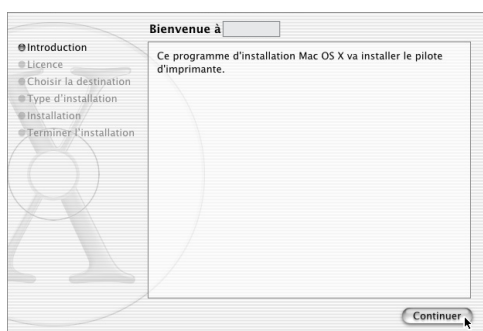 Bienvenue à
Introduction
Licence
Choisir la destination
Type d'installation
Installation
Terminer l'installation
Ce programme d'installation Mac OS X va installer le pilote
d'imprimante.
Continuer